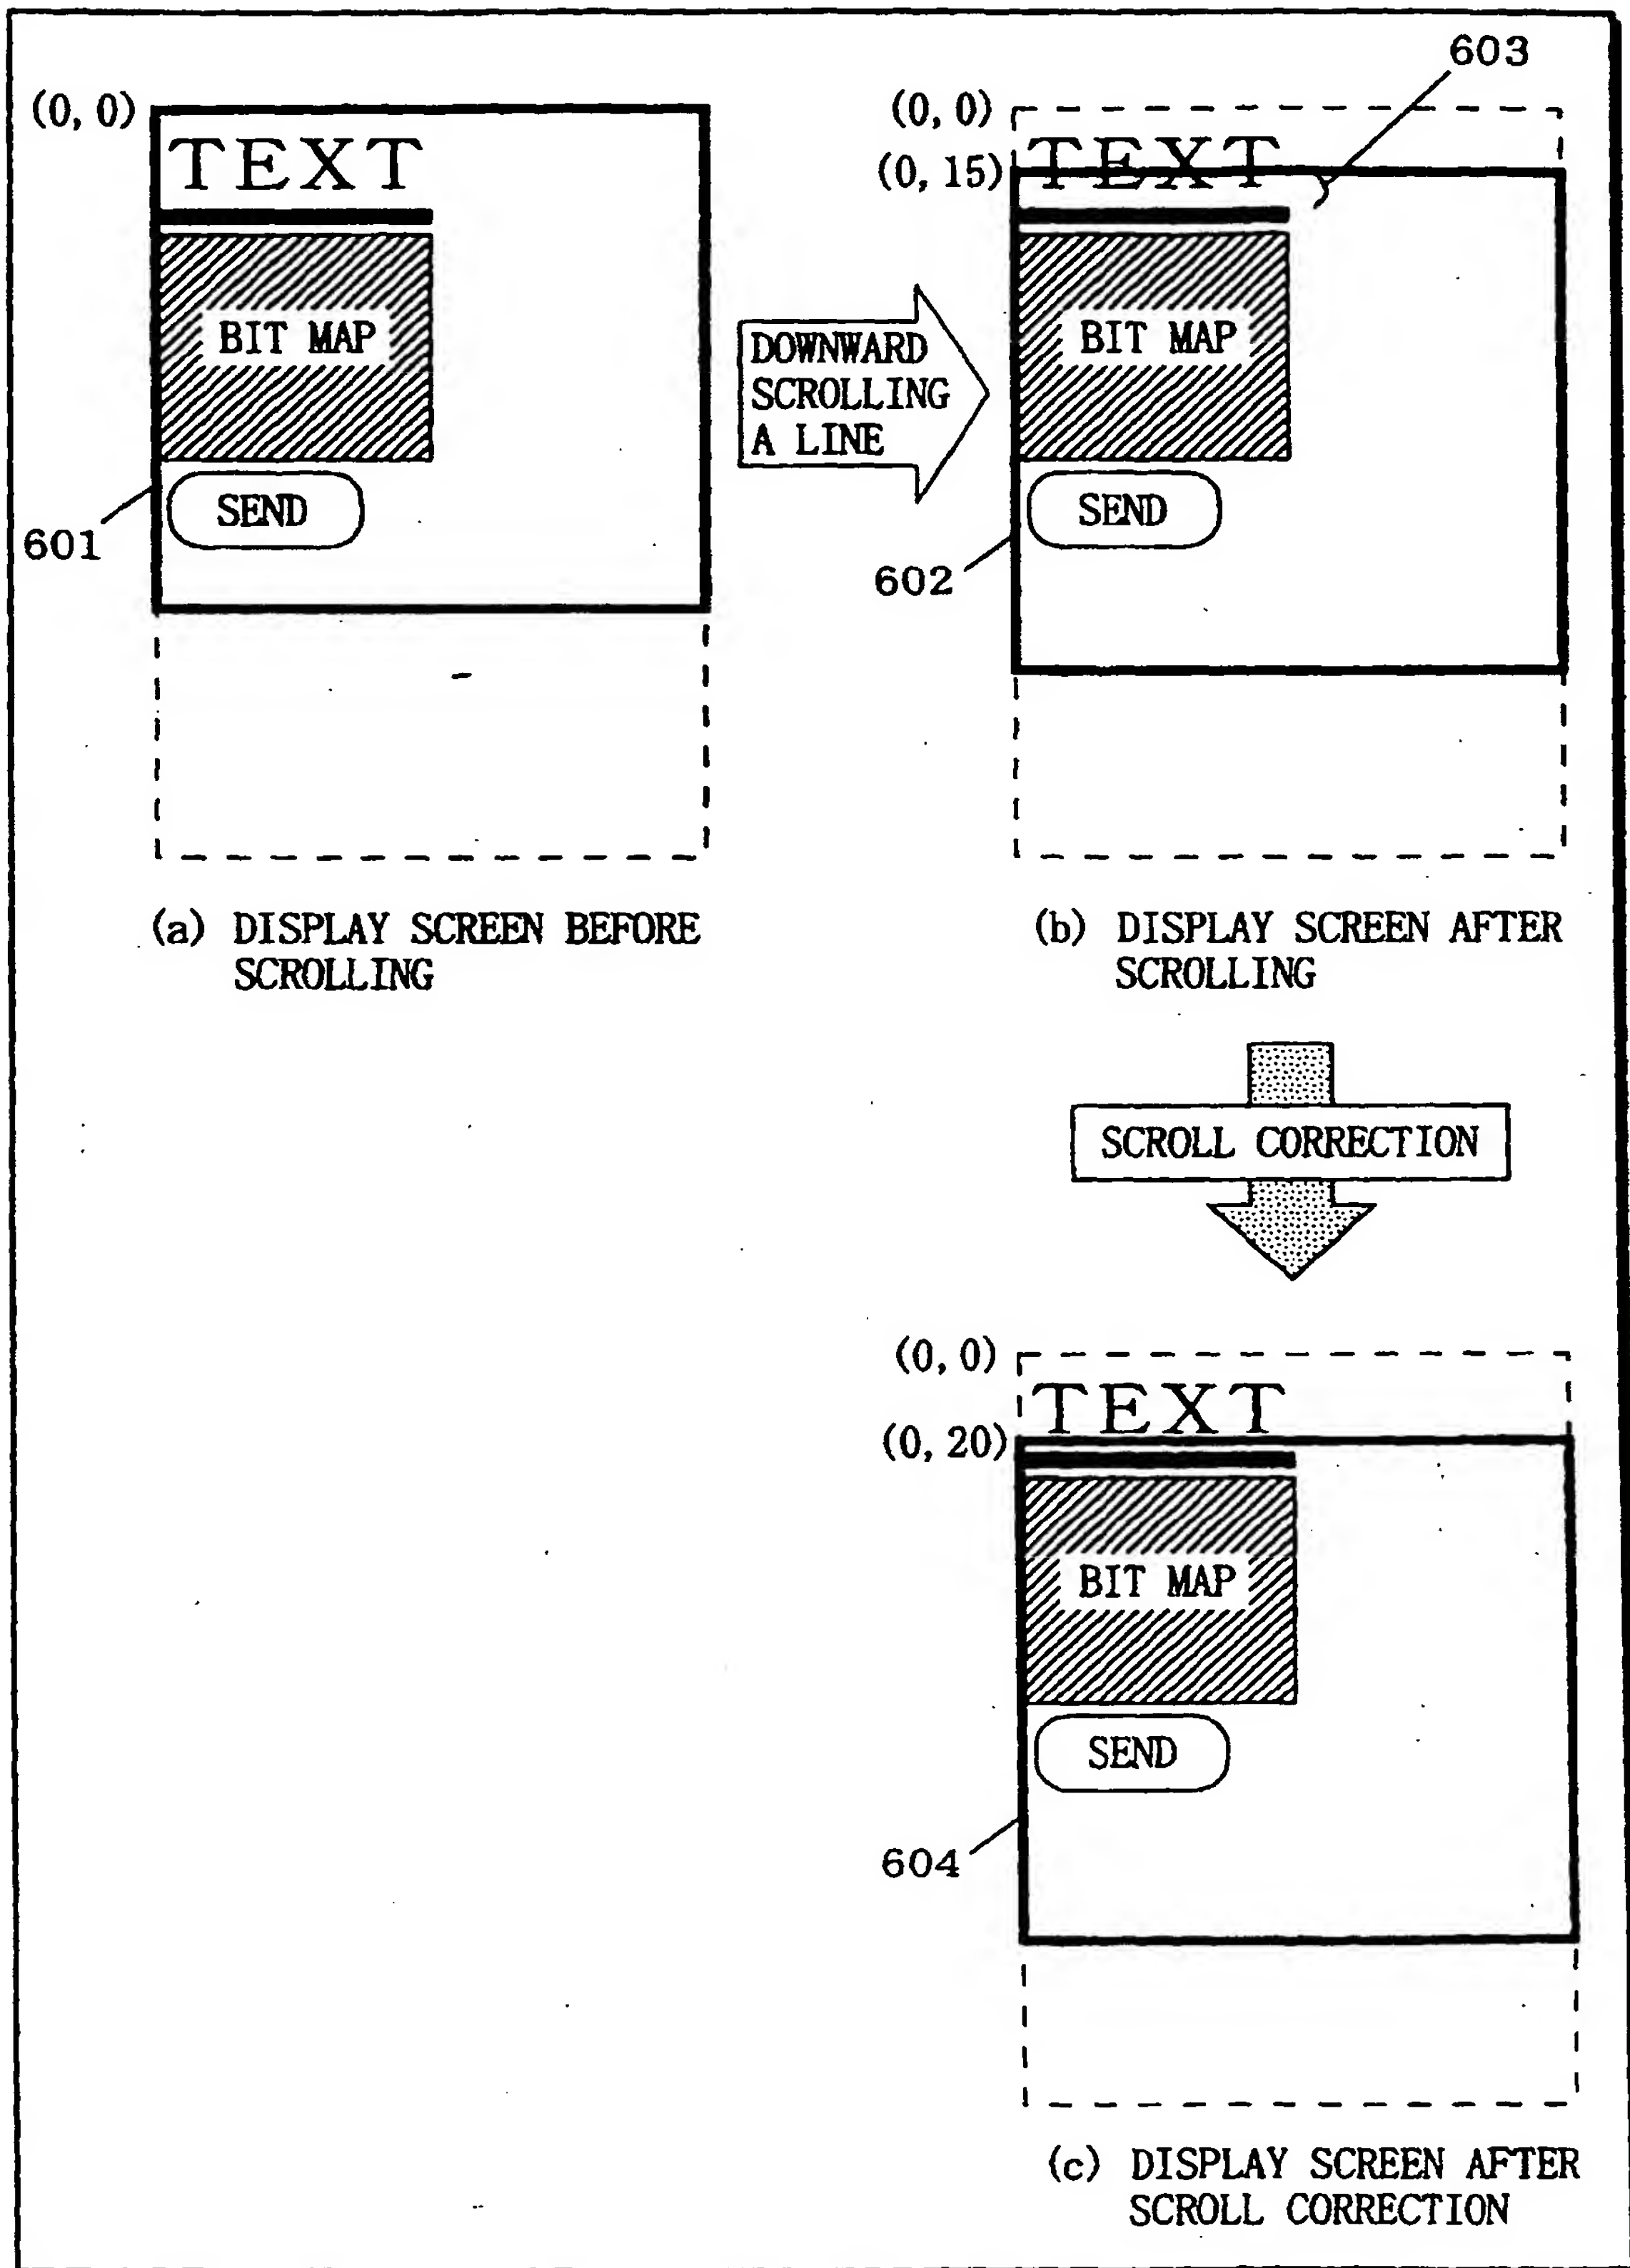 603
(0, 0)
TEXT
BIT MAP
SEND
601
DOWNWARD
SCROLLING
A LINE
(0, 0)
(0, 15)
TEXT
BIT MAP
SEND
602
(a) DISPLAY SCREEN BEFORE
SCROLLING
(b) DISPLAY SCREEN AFTER
SCROLLING
SCROLL CORRECTION
(0, 0)
TEXT
(0, 20)
BIT MAP
SEND
604
(c) DISPLAY SCREEN AFTER
SCROLL CORRECTION